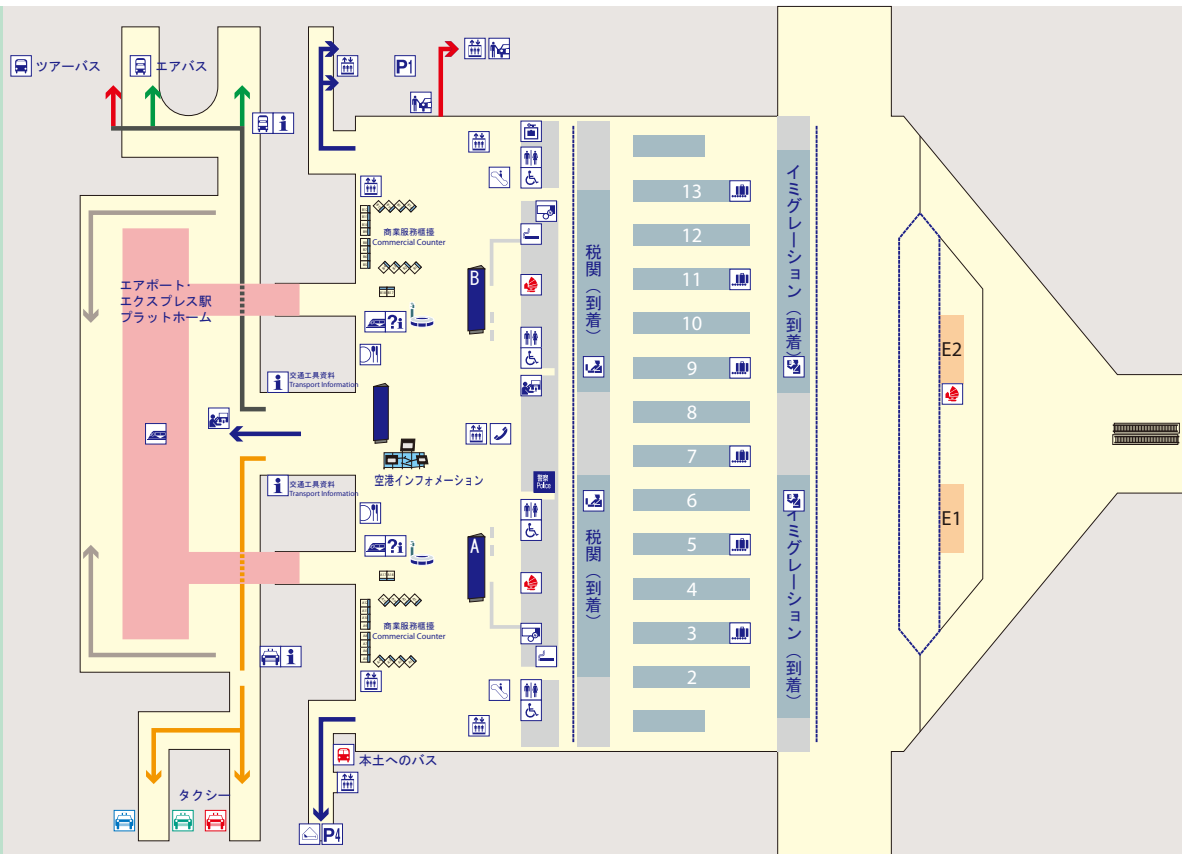 ツアーバス
エアバス
P1
i
13
12
11
10
9
8
7
6
5
4
3
2
イミグレーション（到着）
イミグレーション（到着）
税関（到着）
税関（到着）
商業服務櫃檯
Commercial Counter
B
?i
エアポート・
エクスプレス駅
プラットホーム
i
交通工具資料
Transport Information
E2
E1
空港インフォメーション
警察
Police
i
交通工具資料
Transport Information
?i
A
商業服務櫃檯
Commercial Counter
i
本土へのバス
タクシー
P4